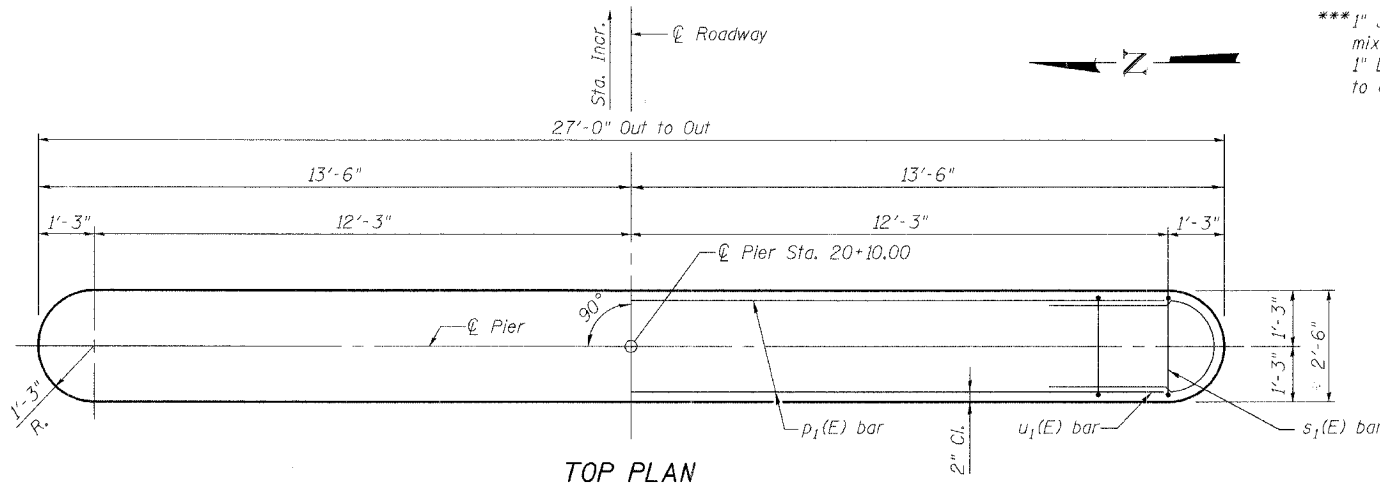 Sta. Incr.
℄ Roadway
N
*** 1"
mix
1"
to
27'-0" Out to Out
13'-6"
13'-6"
1'-3"
12'-3"
12'-3"
1'-3"
℄ Pier Sta. 20+10.00
90°
℄ Pier
1'-3"
1'-3"
2'-6"
1'-3"
R.
p1(E) bar
2" Cl.
u1(E) bar
s1(E) bar
TOP PLAN